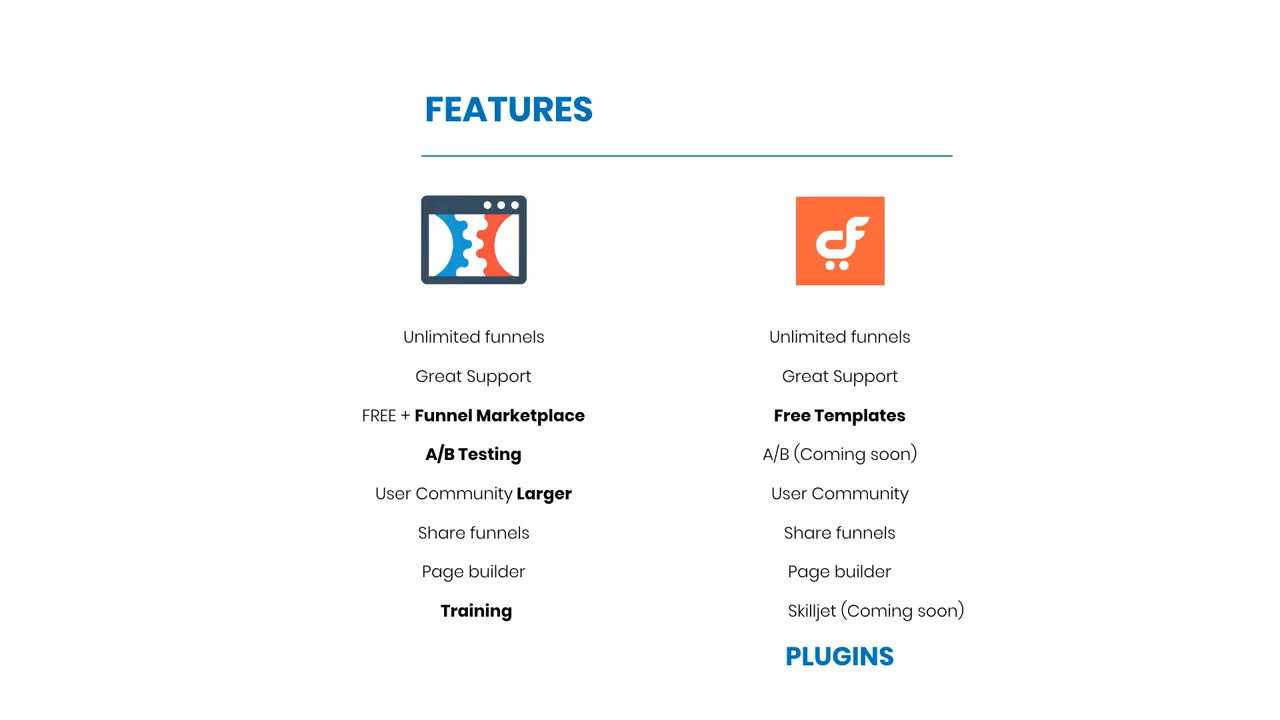 FEATURES
Unlimited funnels
Great Support
FREE + Funnel Marketplace
A/B Testing
User Community Larger
Share funnels
Page builder
Training
cf
Unlimited funnels
Great Support
Free Templates
A/B (Coming soon)
User Community
Share funnels
Page builder
Skilljet (Coming soon)
PLUGINS